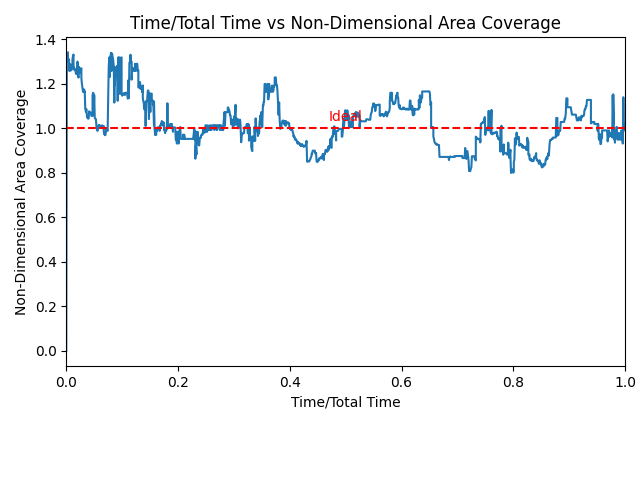 Time/Total Time vs Non-Dimensional Area Coverage
Non-Dimensional Area Coverage
1.4
1.2
1.0
0.8
0.6
0.4
0.2
0.0
Ideal
0.0 0.2 0.4 0.6 0.8 1.0
Time/Total Time